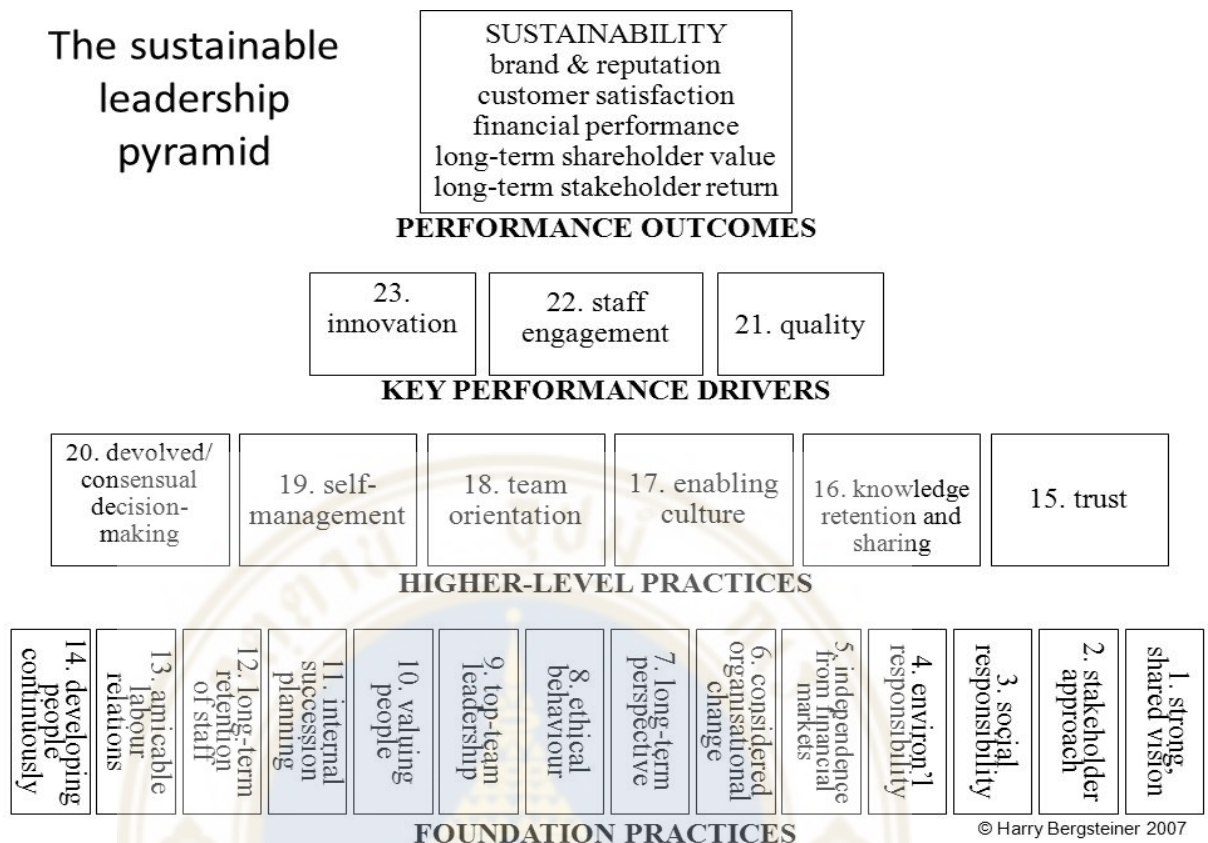 The sustainable
leadership
pyramid
SUSTAINABILITY
brand & reputation
customer satisfaction
financial performance
long-term shareholder value
long-term stakeholder return
PERFORMANCE OUTCOMES
23.
innovation
22. staff
engagement
21. quality
KEY PERFORMANCE DRIVERS
20. devolved/
consensual
decision-
making
19. self-
management
18. team
orientation
17. enabling
culture
16. knowledge
retention and
sharing
15. trust
HIGHER-LEVEL PRACTICES
14. developing
people
continuously
13. amicable
labour
relations
12. long-term
retention
of staff
11. internal
succession
planning
10. valuing
people
9. top-team
leadership
8. ethical
behaviour
7. long-term
perspective
6. considered
organisational
change
5. independence
from financial
markets
4. environ'l
responsibility
3. social
responsibility
2. stakeholder
approach
1. strong,
shared vision
FOUNDATION PRACTICES
© Harry Bergsteiner 2007